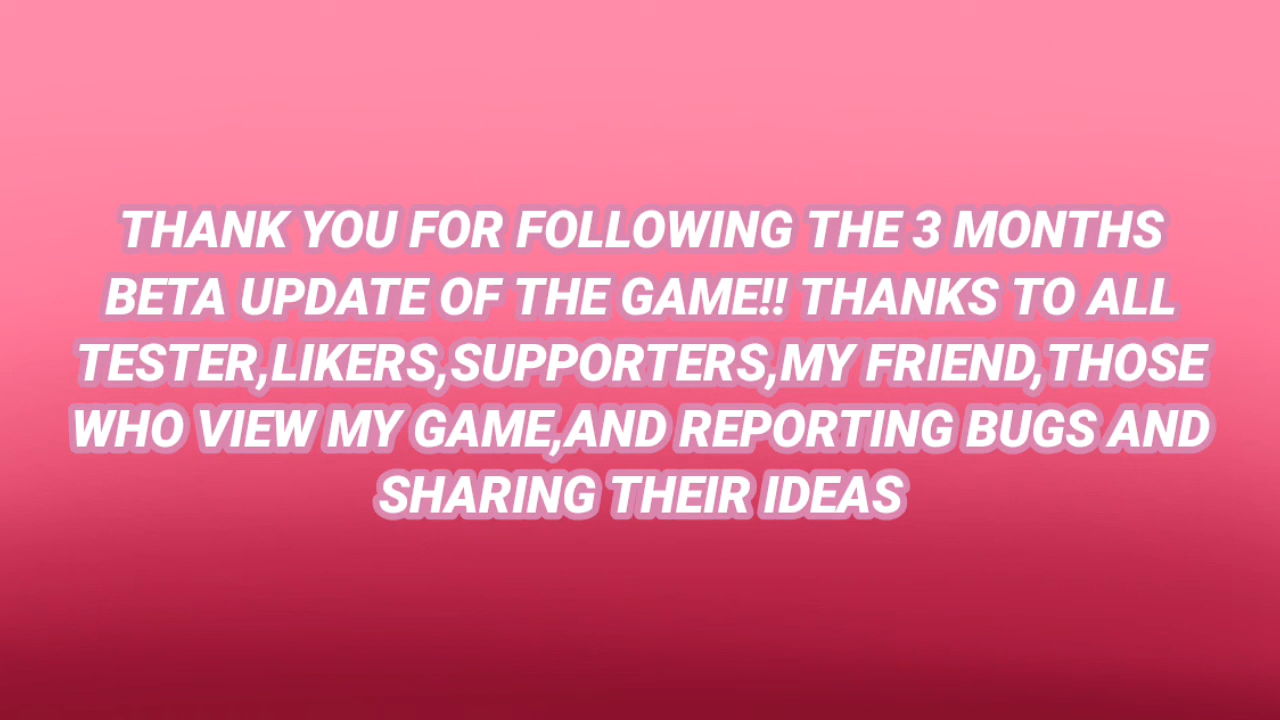 THANK YOU FOR FOLLOWING THE 3 MONTHS
BETA UPDATE OF THE GAME!! THANKS TO ALL
TESTER,LIKERS,SUPPORTERS,MY FRIEND,THOSE
WHO VIEW MY GAME,AND REPORTING BUGS AND
SHARING THEIR IDEAS